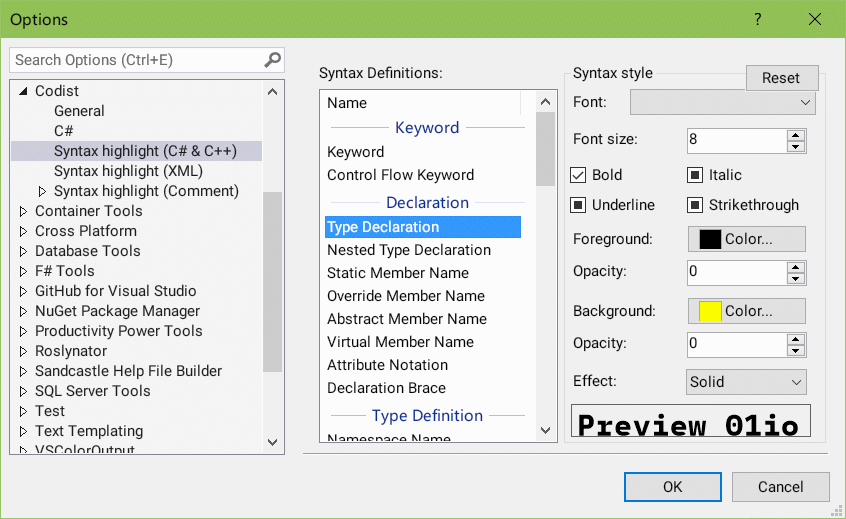 Options
?
Search Options (Ctrl+E)
Codist
General
C#
Syntax highlight (C# & C++)
Syntax highlight (XML)
Syntax highlight (Comment)
Container Tools
Cross Platform
Database Tools
F# Tools
GitHub for Visual Studio
NuGet Package Manager
Productivity Power Tools
Roslynator
Sandcastle Help File Builder
SQL Server Tools
Test
Text Templating
VSColorOutput
Syntax Definitions:
Name
Keyword
Keyword
Control Flow Keyword
Declaration
Type Declaration
Nested Type Declaration
Static Member Name
Override Member Name
Abstract Member Name
Virtual Member Name
Attribute Notation
Declaration Brace
Type Definition
Namespace Name
Syntax style
Reset
Font:
Font size: 8
Bold Italic
Underline Strikethrough
Foreground: Color...
Opacity: 0
Background: Color...
Opacity: 0
Effect: Solid
Preview 01io
OK Cancel